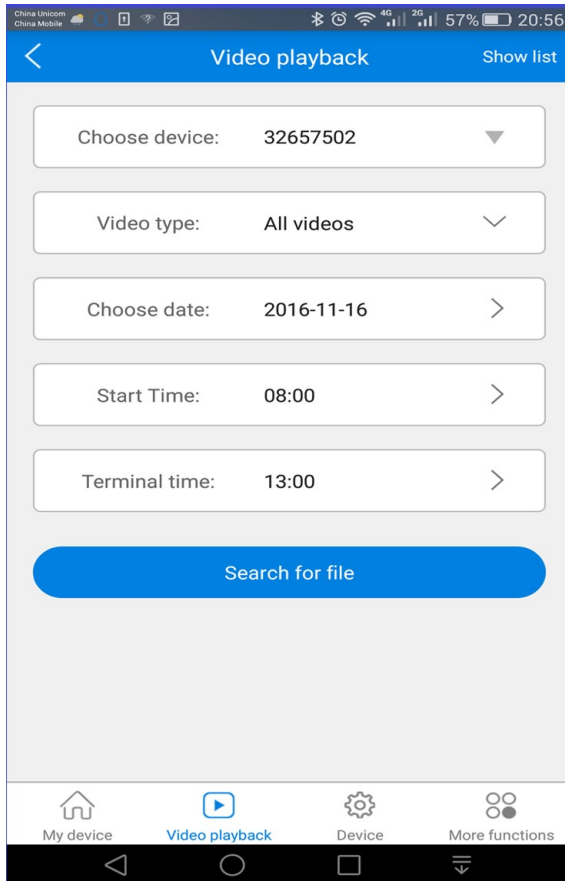 China Unicom
China Mobile
4G 2G 57% 20:56
Video playback Show list
Choose device: 32657502
Video type: All videos
Choose date: 2016-11-16
Start Time: 08:00
Terminal time: 13:00
Search for file
My device Video playback Device More functions